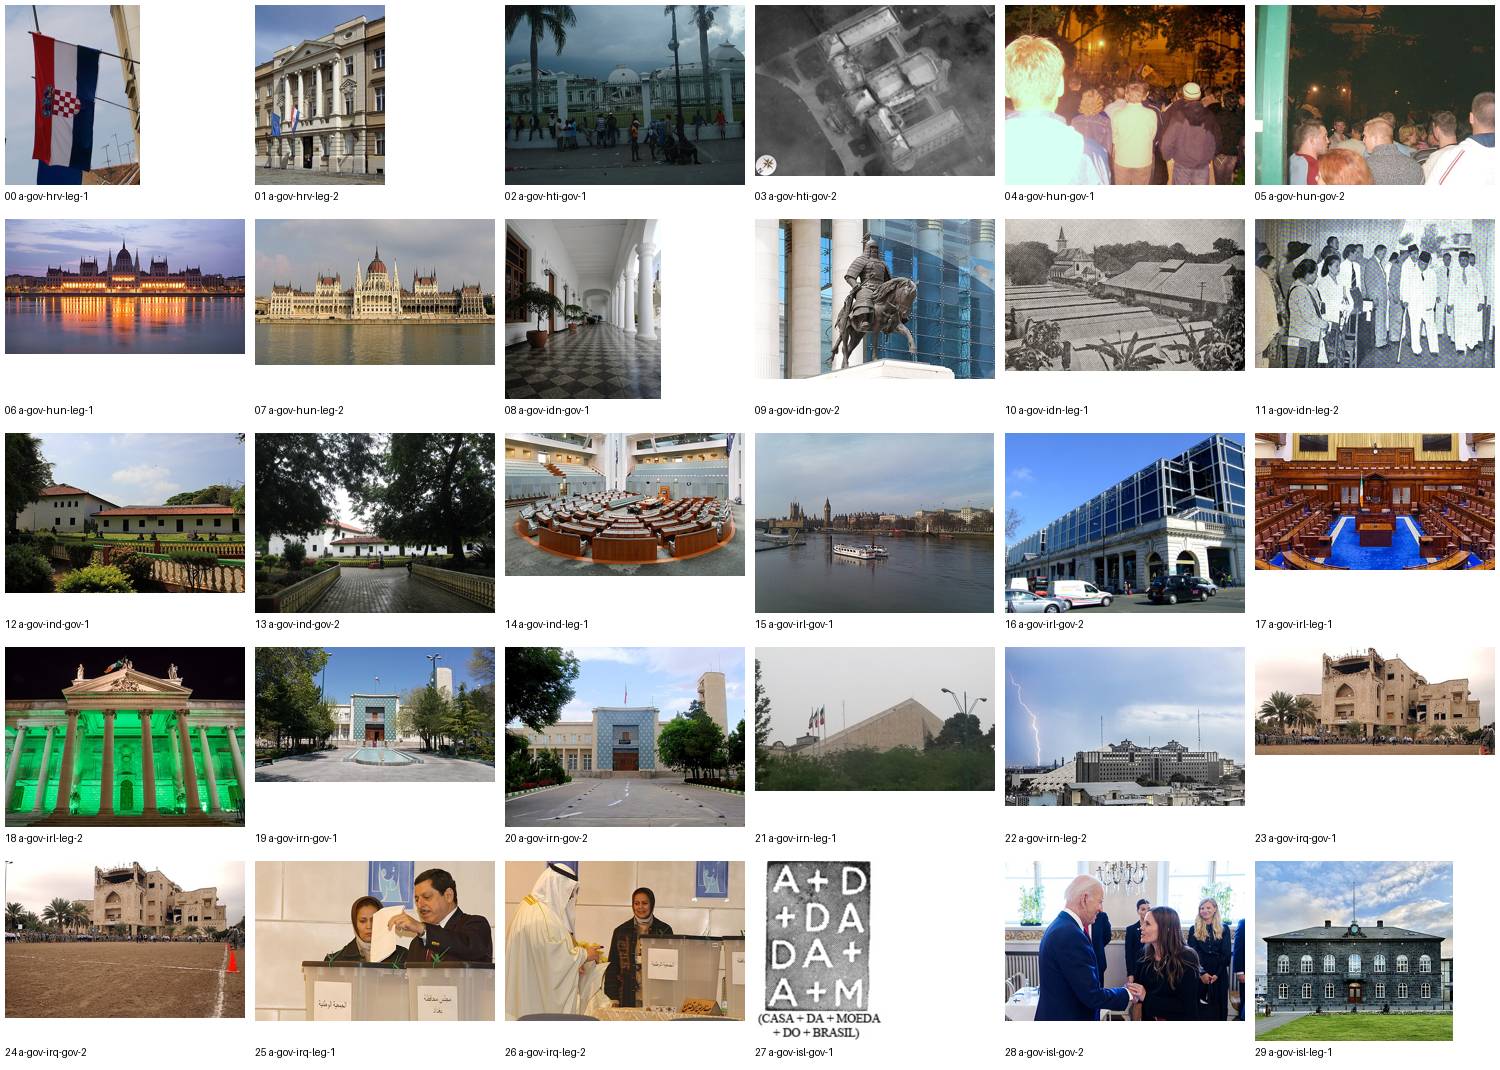 00 a-gov-hrv-leg-1
01 a-gov-hrv-leg-2
02 a-gov-hti-gov-1
03 a-gov-hti-gov-2
04 a-gov-hun-gov-1
05 a-gov-hun-gov-2
06 a-gov-hun-leg-1
07 a-gov-hun-leg-2
08 a-gov-idn-gov-1
09 a-gov-idn-gov-2
10 a-gov-idn-leg-1
11 a-gov-idn-leg-2
12 a-gov-ind-gov-1
13 a-gov-ind-gov-2
14 a-gov-ind-leg-1
15 a-gov-irl-gov-1
16 a-gov-irl-gov-2
17 a-gov-irl-leg-1
18 a-gov-irl-leg-2
19 a-gov-irn-gov-1
20 a-gov-irn-gov-2
21 a-gov-irn-leg-1
22 a-gov-irn-leg-2
23 a-gov-irq-gov-1
الجمعية الوطنية
مجلس محافظة
بغداد
الجمعية الوطنية
A + D
+ DA
DA +
A + M
(CASA + DA + MOEDA
+ DO + BRASIL)
24 a-gov-irq-gov-2
25 a-gov-irq-leg-1
26 a-gov-irq-leg-2
27 a-gov-isl-gov-1
28 a-gov-isl-gov-2
29 a-gov-isl-leg-1